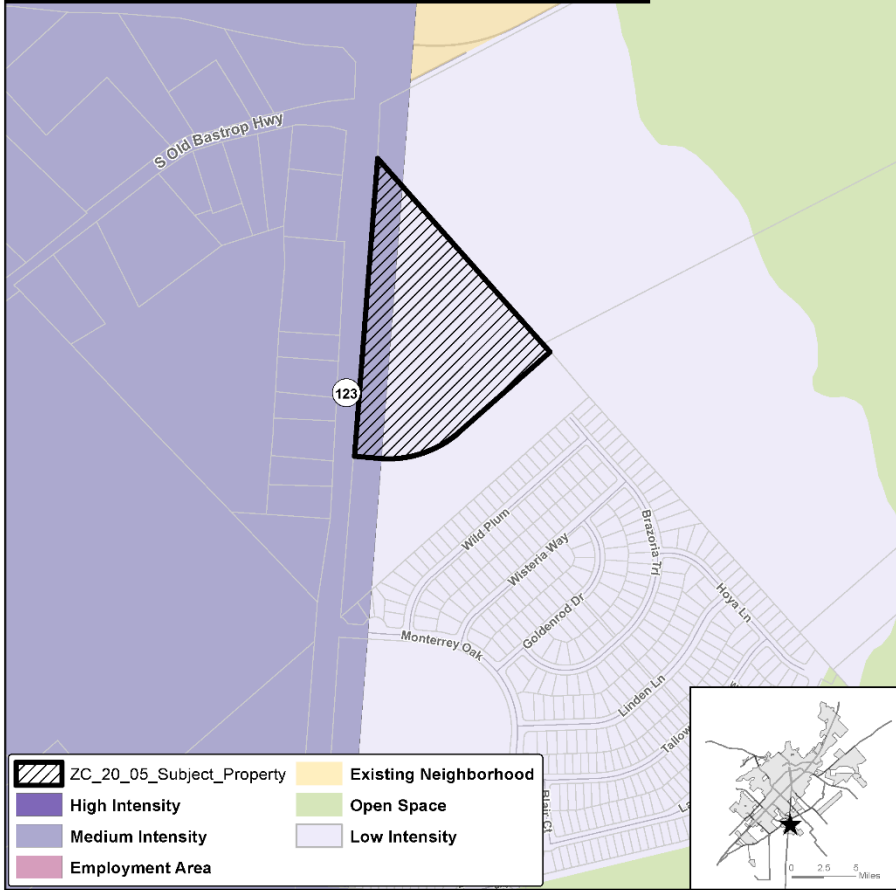 S Old Bastrop Hwy
123
Wild Plum
Wisteria Way
Brazoria Trl
Goldenrod Dr
Hoya Ln
Monterrey Oak
Linden Ln
Blair Ct
ZC_20_05_Subject_Property
High Intensity
Medium Intensity
Employment Area
Existing Neighborhood
Open Space
Low Intensity
0 2.5 5
Miles